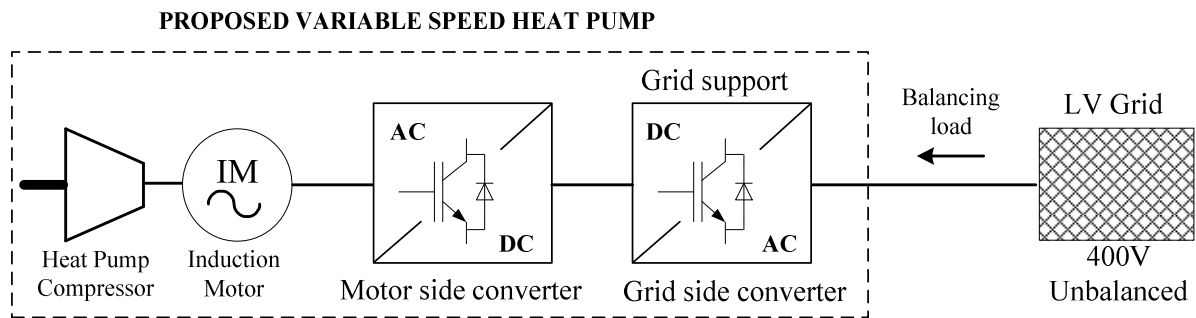 PROPOSED VARIABLE SPEED HEAT PUMP
Grid support
AC
DC
DC
AC
IM
Heat Pump
Compressor
Induction
Motor
Motor side converter
Grid side converter
Balancing
load
LV Grid
400V
Unbalanced